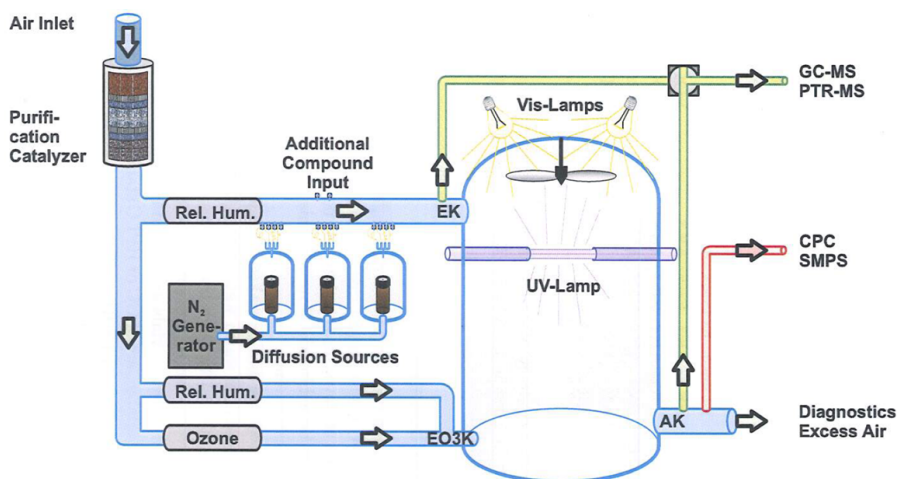 Air Inlet
Purifi-
cation
Catalyzer
Additional
Compound
Input
Rel. Hum.
EK
Vis-Lamps
GC-MS
PTR-MS
UV-Lamp
CPC
SMPS
N₂
Gene-
rator
Diffusion Sources
Rel. Hum.
Ozone
EO3K
AK
Diagnostics
Excess Air